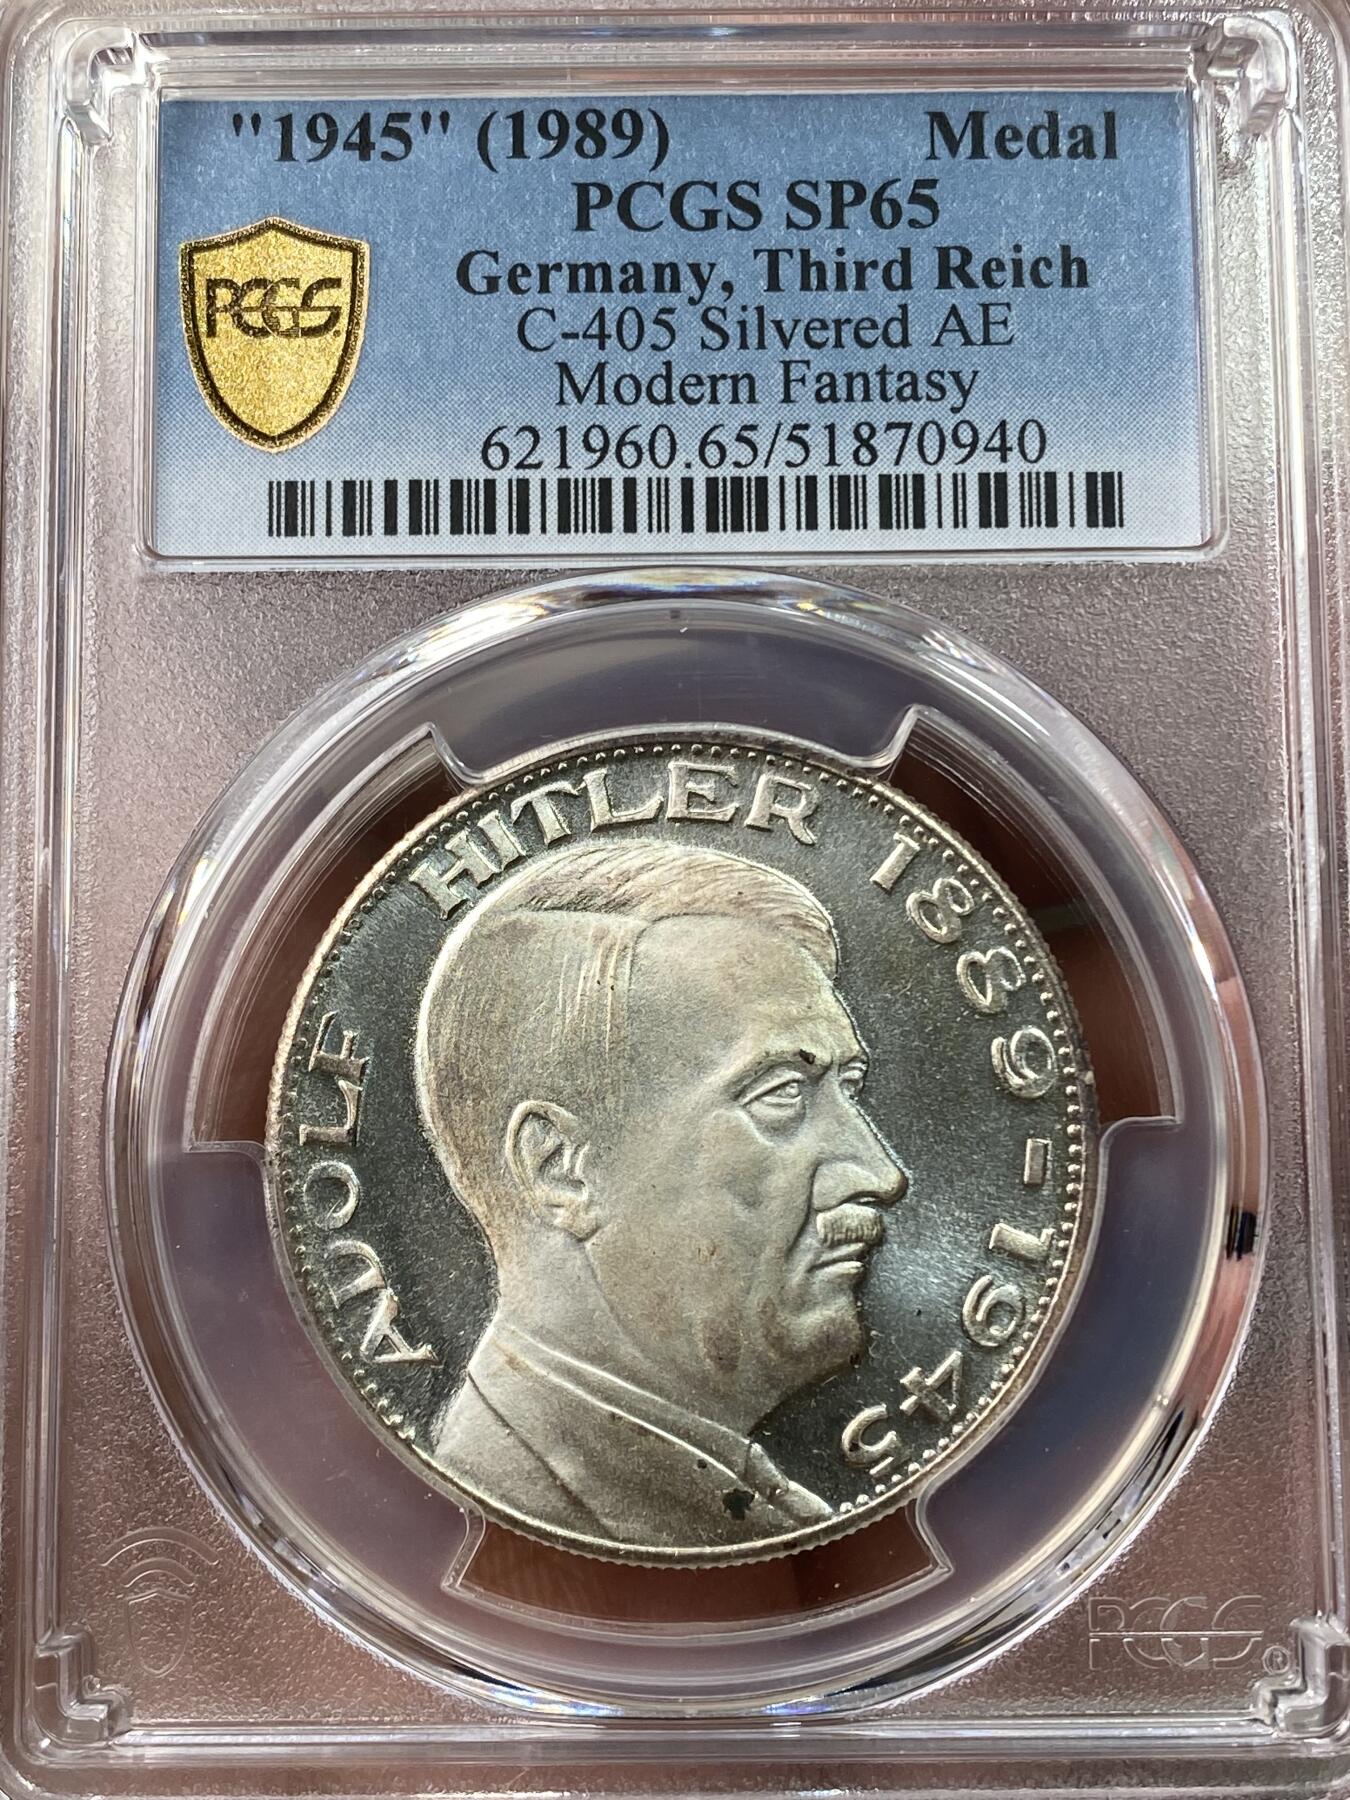 "1945" (1989) Medal
PCGS SP65
Germany, Third Reich
C-405 Silvered AE
Modern Fantasy
621960.65/51870940
PCGS
ADOLF HITLER 1889-1945
PCGS®